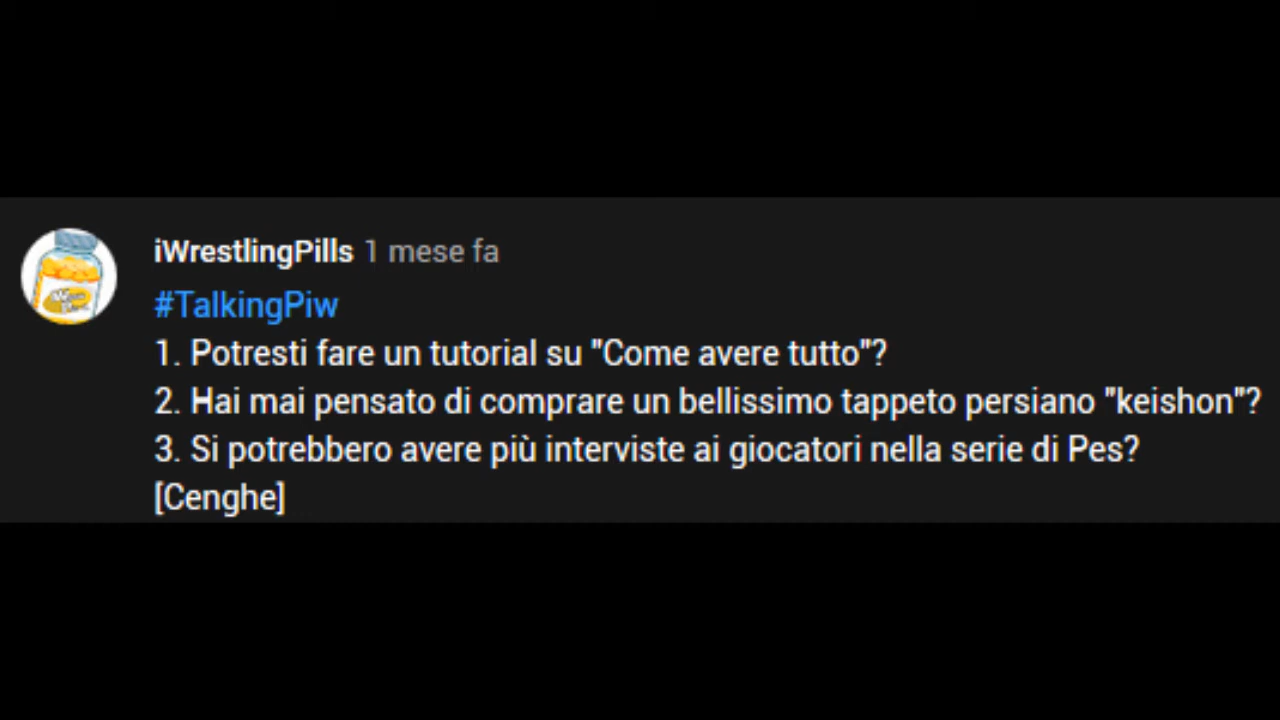 iWrestlingPills 1 mese fa
#TalkingPiw
1. Potresti fare un tutorial su "Come avere tutto"?
2. Hai mai pensato di comprare un bellissimo tappeto persiano "keishon"?
3. Si potrebbero avere più interviste ai giocatori nella serie di Pes?
[Cenghe]